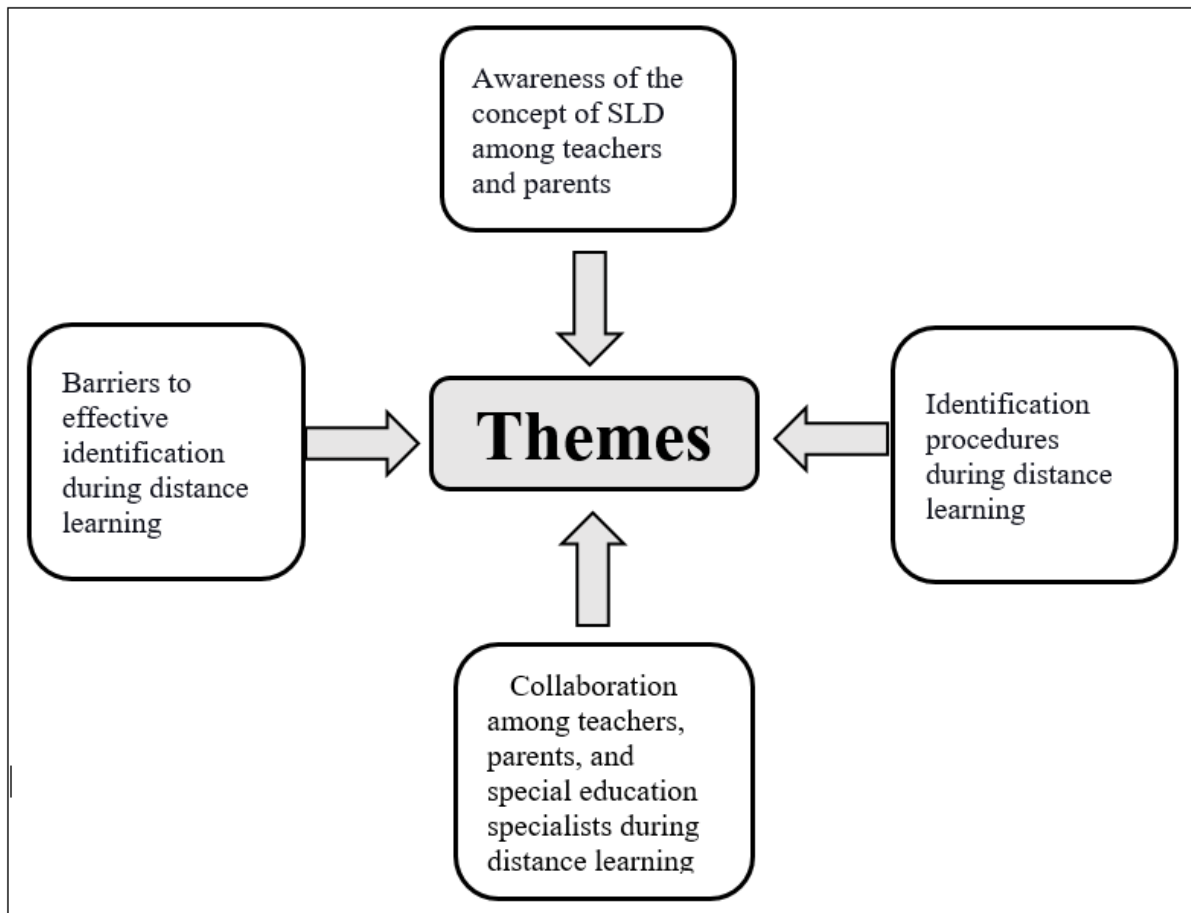 Awareness of the
concept of SLD
among teachers
and parents
Barriers to
effective
identification
during distance
learning
Themes
Identification
procedures
during distance
learning
Collaboration
among teachers,
parents, and
special education
specialists during
distance learning